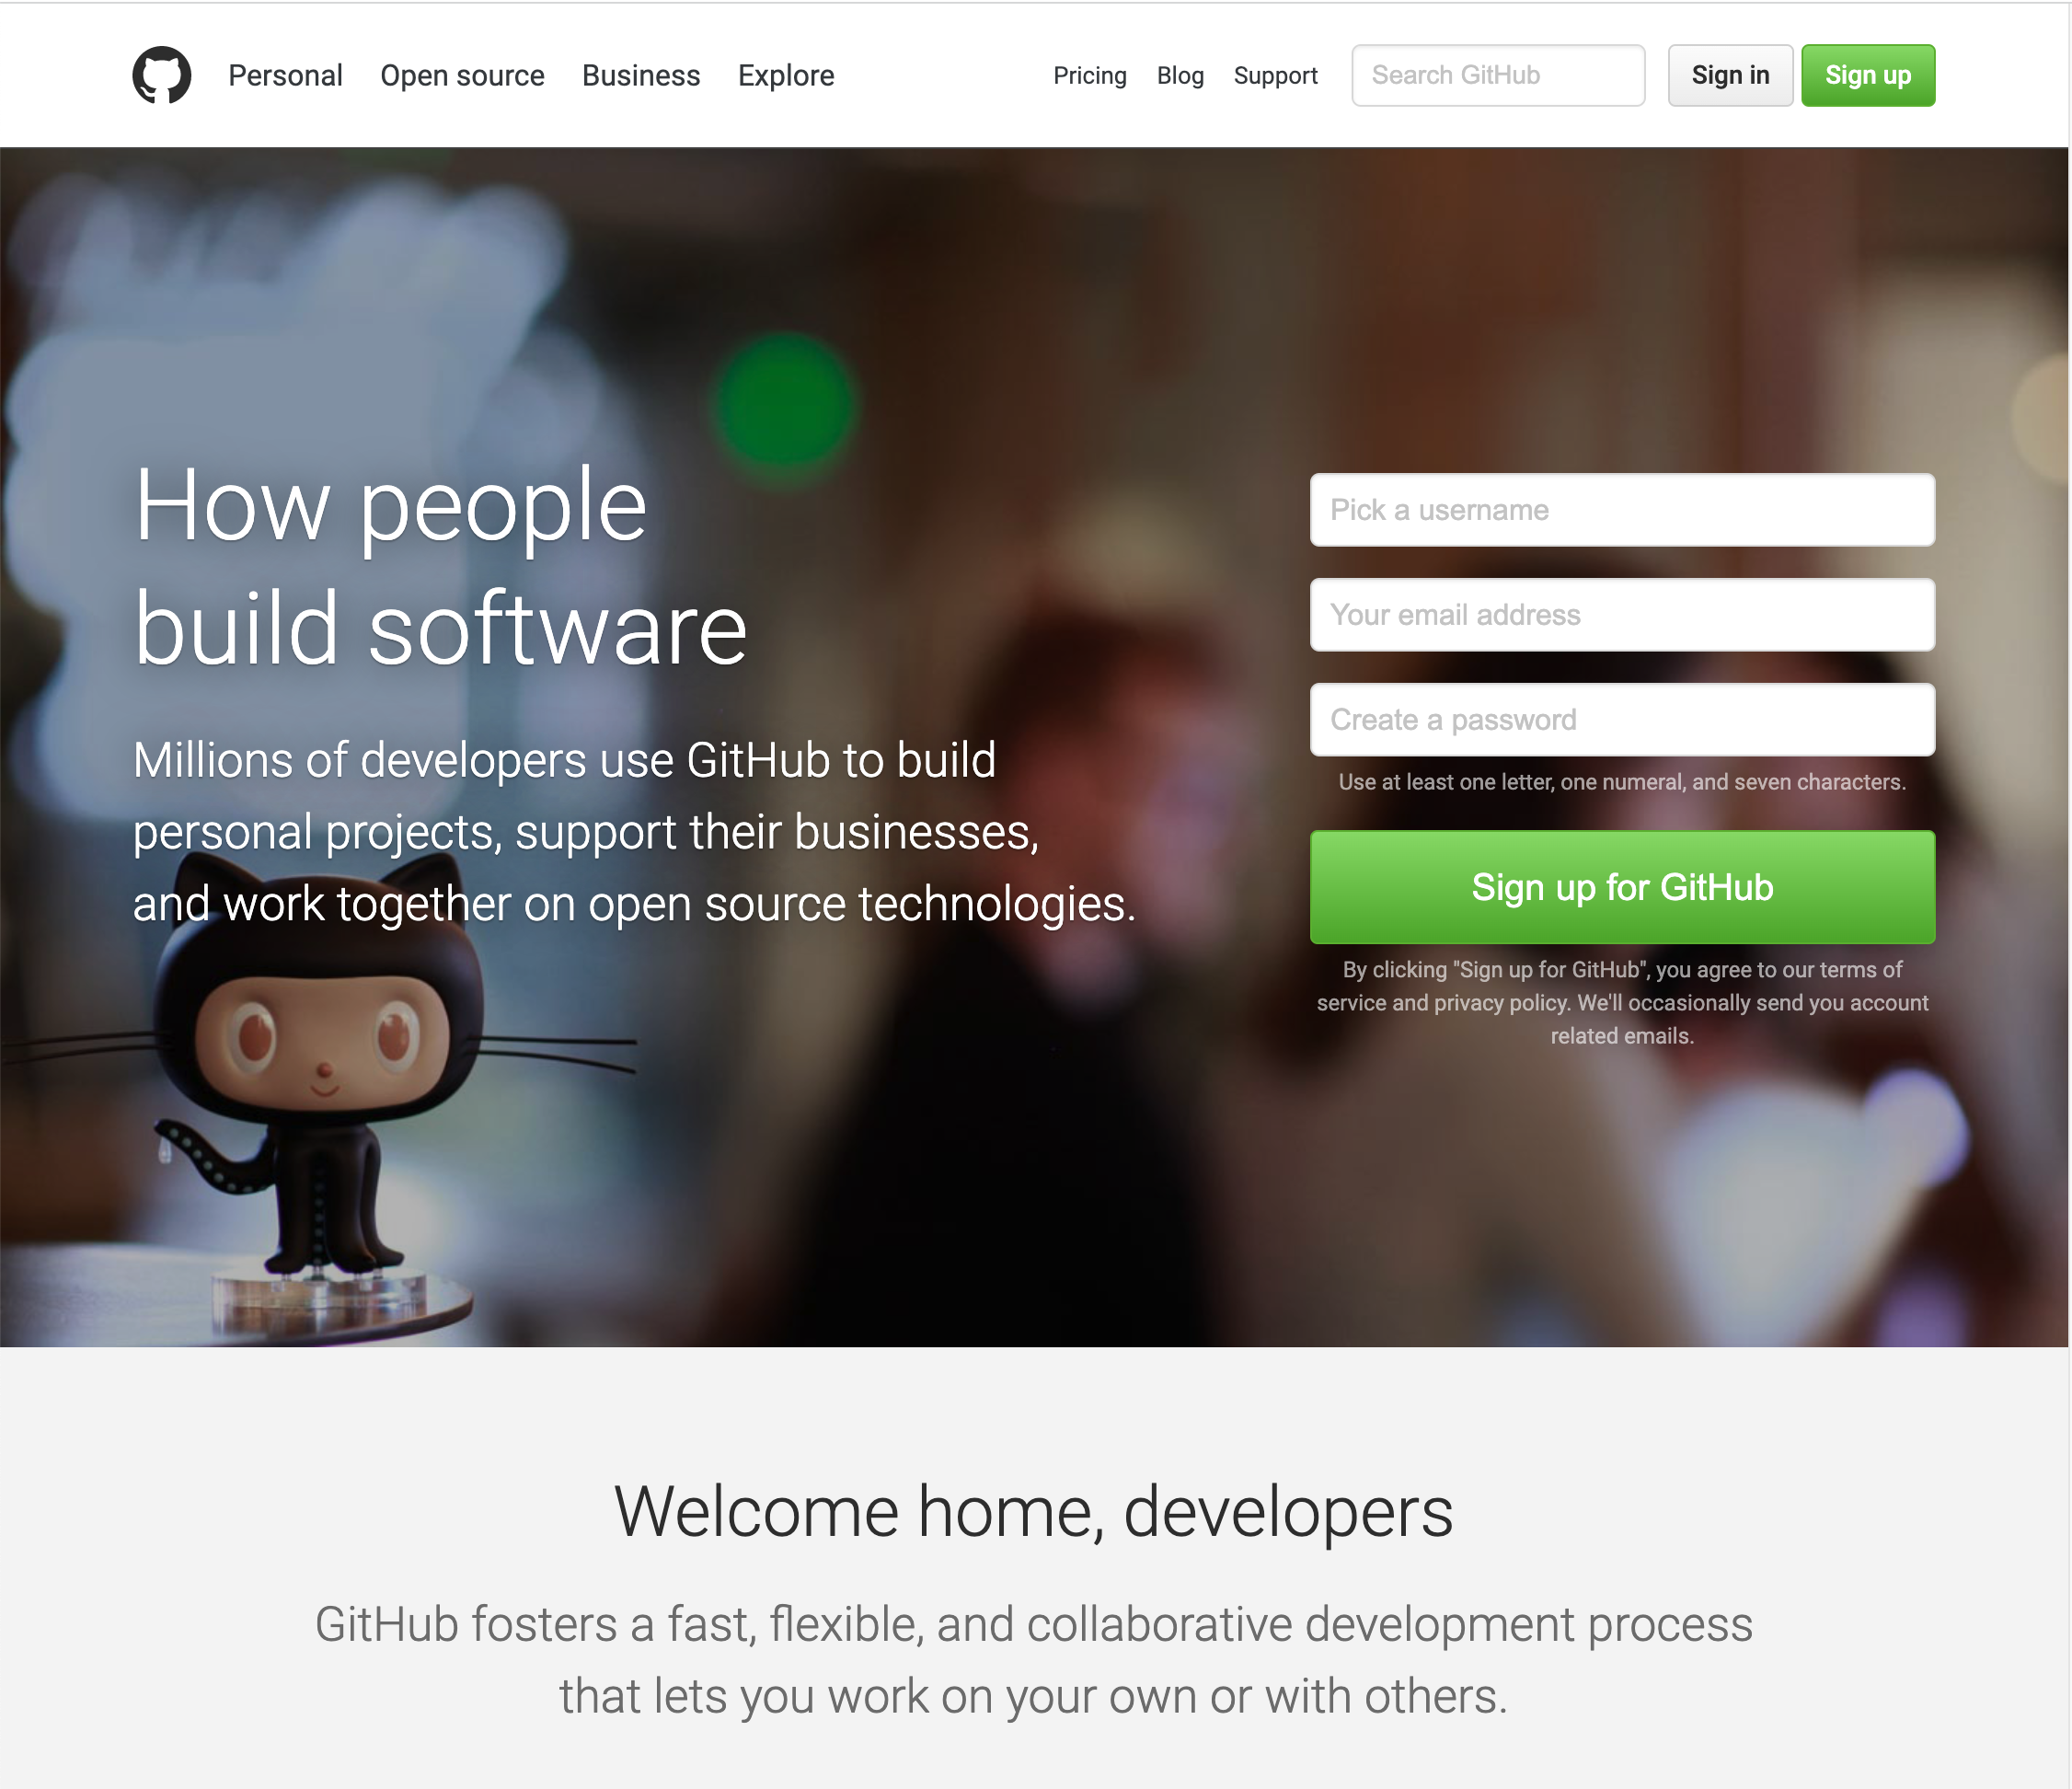 Personal Open source Business Explore Pricing Blog Support Search GitHub Sign in Sign up
How people
build software
Millions of developers use GitHub to build
personal projects, support their businesses,
and work together on open source technologies.
Pick a username
Your email address
Create a password
Use at least one letter, one numeral, and seven characters.
Sign up for GitHub
By clicking "Sign up for GitHub", you agree to our terms of
service and privacy policy. We'll occasionally send you account
related emails.
Welcome home, developers
GitHub fosters a fast, flexible, and collaborative development process
that lets you work on your own or with others.